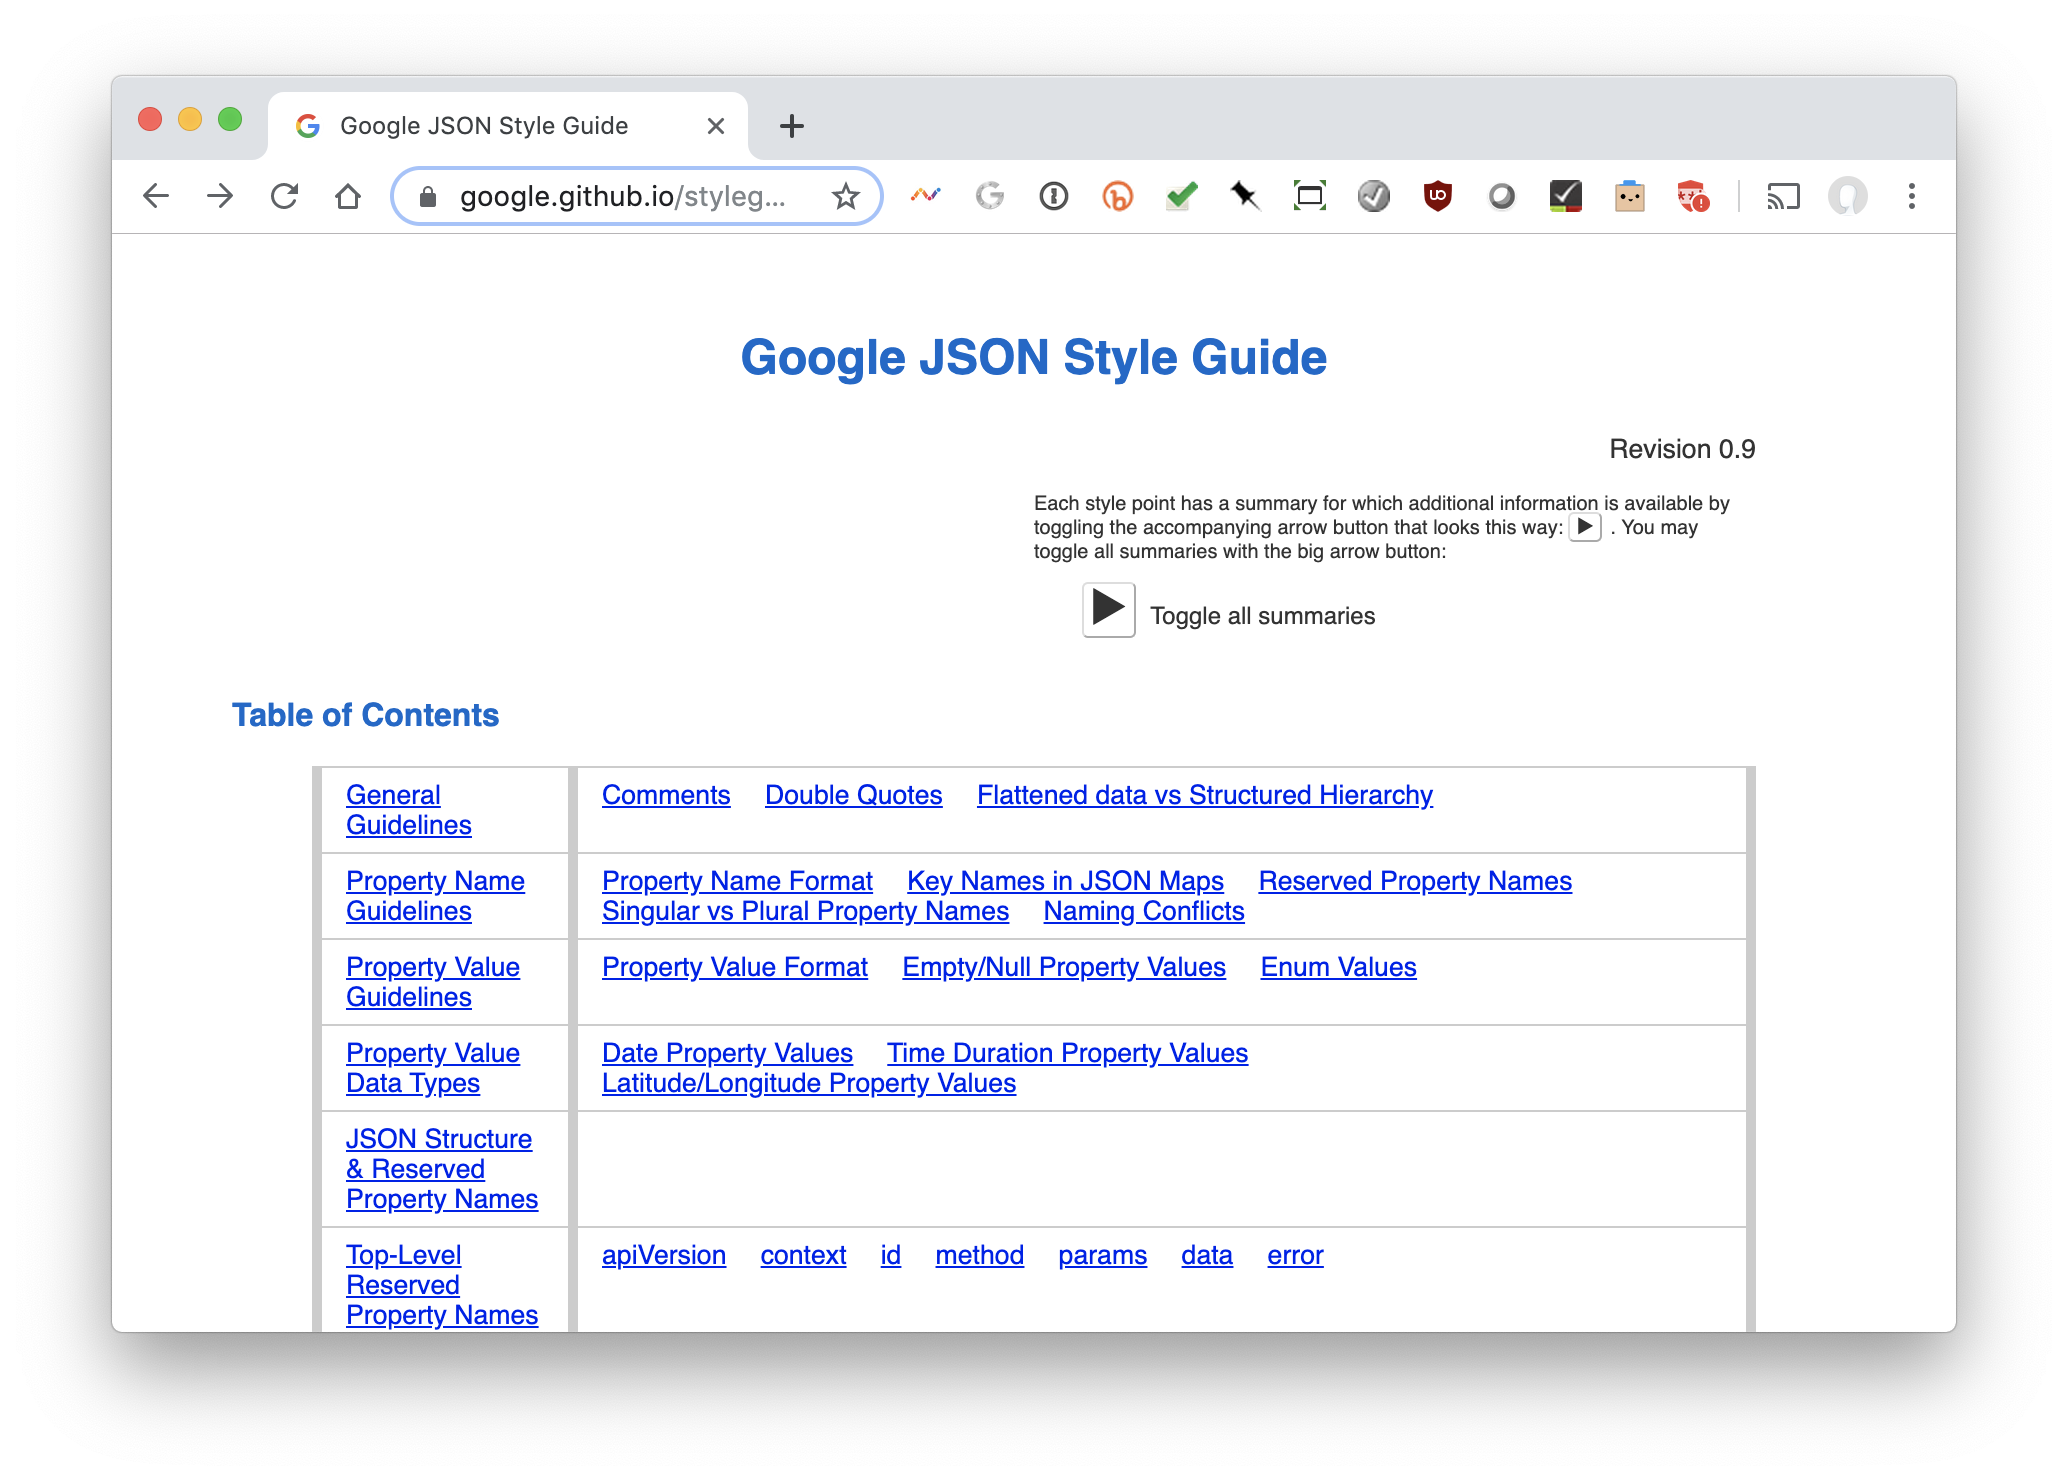 Google JSON Style Guide
google.github.io/styleg...
Google JSON Style Guide
Revision 0.9
Each style point has a summary for which additional information is available by
toggling the accompanying arrow button that looks this way: . You may
toggle all summaries with the big arrow button:
Toggle all summaries
Table of Contents
General
Guidelines
Comments Double Quotes Flattened data vs Structured Hierarchy
Property Name
Guidelines
Property Name Format Key Names in JSON Maps Reserved Property Names
Singular vs Plural Property Names Naming Conflicts
Property Value
Guidelines
Property Value Format Empty/Null Property Values Enum Values
Property Value
Data Types
Date Property Values Time Duration Property Values
Latitude/Longitude Property Values
JSON Structure
& Reserved
Property Names
Top-Level
Reserved
Property Names
apiVersion context id method params data error